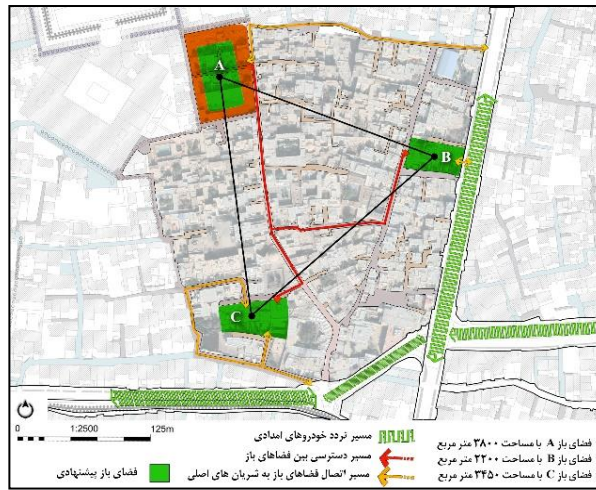 A
B
C
0
1:2500
125m
مسیر تردد خودروهای امدادی
مسیر دسترسی بین فضاهای باز
مسیر اتصال فضاهای باز به شریان های اصلی
فضای باز پیشنهادی
فضای باز A با مساحت ۳۸۰۰ متر مربع
فضای باز B با مساحت ۲۲۰۰ متر مربع
فضای باز C با مساحت ۳۴۵۰ متر مربع